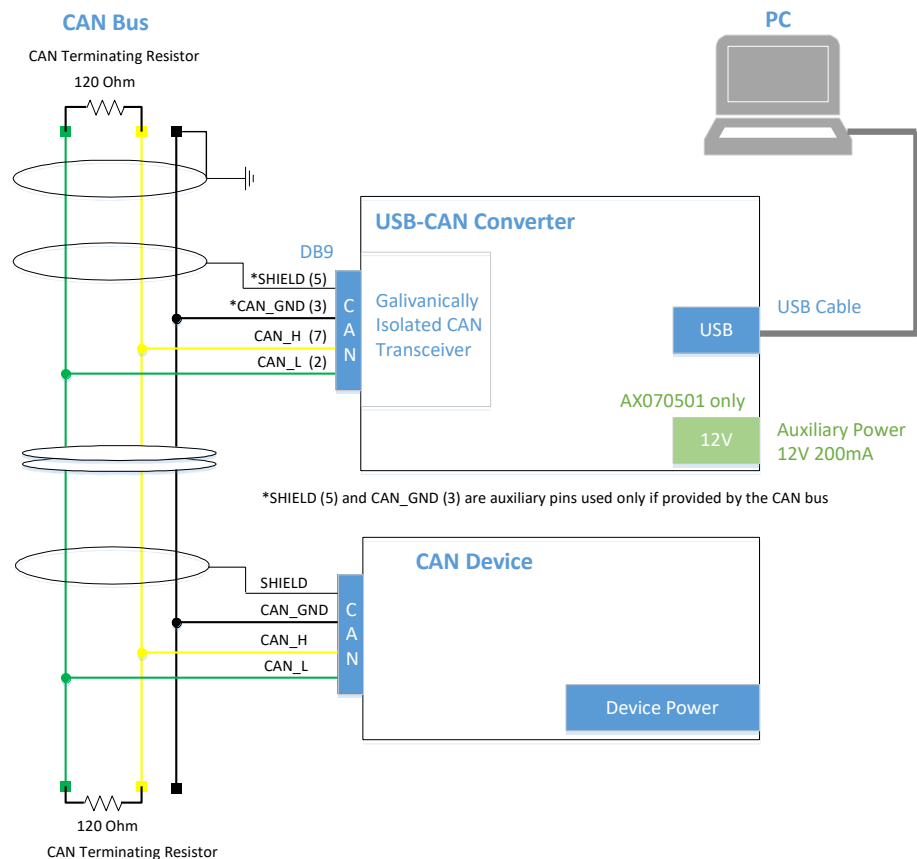 CAN Bus
PC
CAN Terminating Resistor
120 Ohm
USB-CAN Converter
DB9
*SHIELD (5)
*CAN_GND (3)
CAN_H (7)
CAN_L (2)
C
A
N
Galivanically
Isolated CAN
Transceiver
USB
USB Cable
AX070501 only
12V
Auxiliary Power
12V 200mA
*SHIELD (5) and CAN_GND (3) are auxiliary pins used only if provided by the CAN bus
CAN Device
SHIELD
CAN_GND
CAN_H
CAN_L
C
A
N
Device Power
120 Ohm
CAN Terminating Resistor